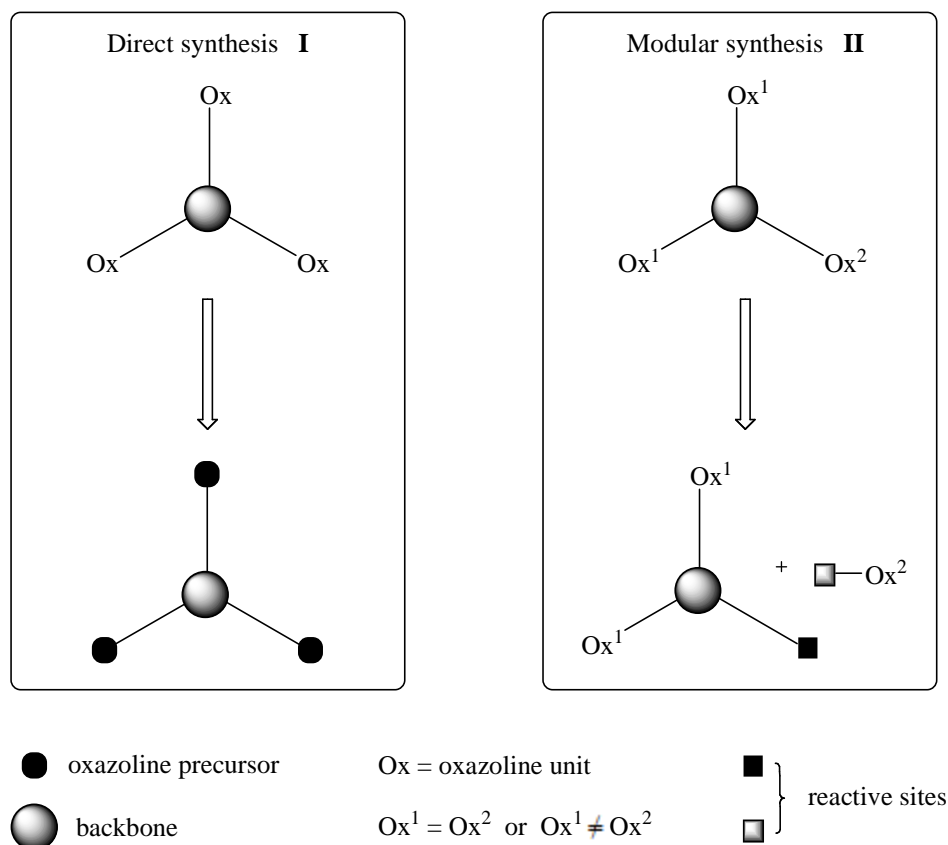 Direct synthesis I
Ox
Ox Ox
Modular synthesis II
Ox¹
Ox¹ Ox²
Ox¹
+ Ox²
Ox¹
oxazoline precursor
backbone
Ox = oxazoline unit
Ox¹ = Ox² or Ox¹ ≠ Ox²
reactive sites